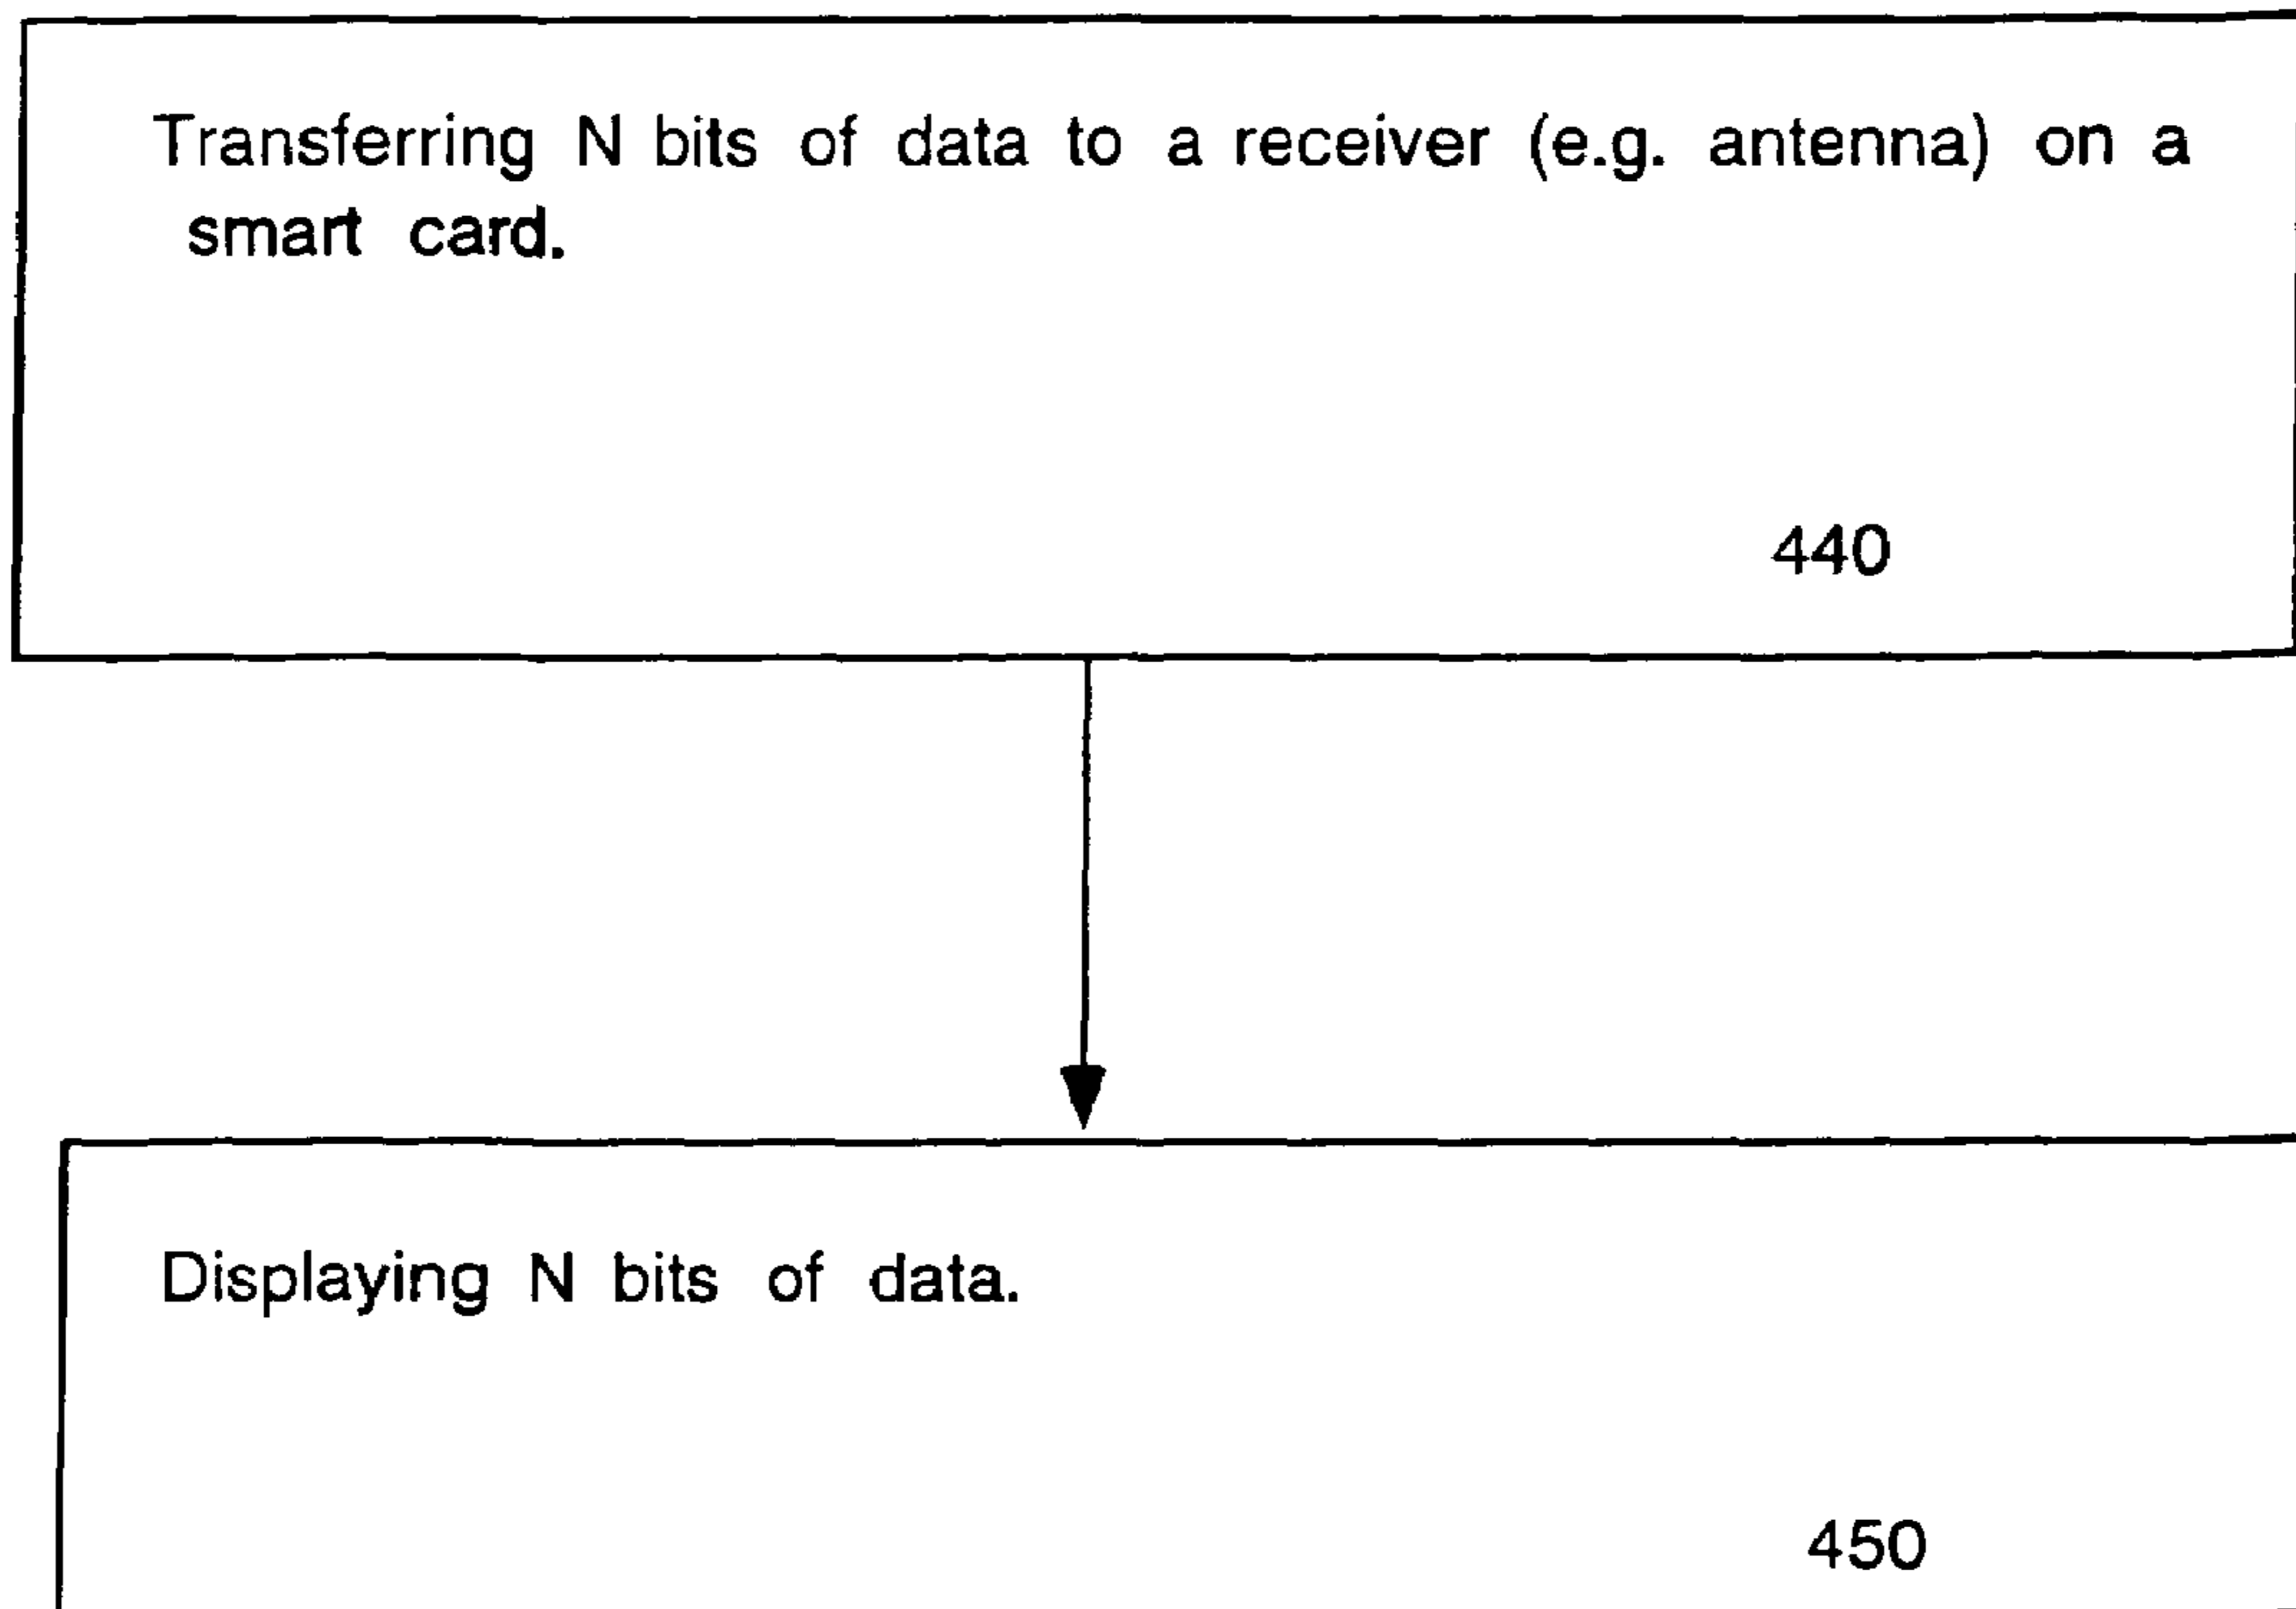 Transferring N bits of data to a receiver (e.g. antenna) on a
smart card.
440
Displaying N bits of data.
450